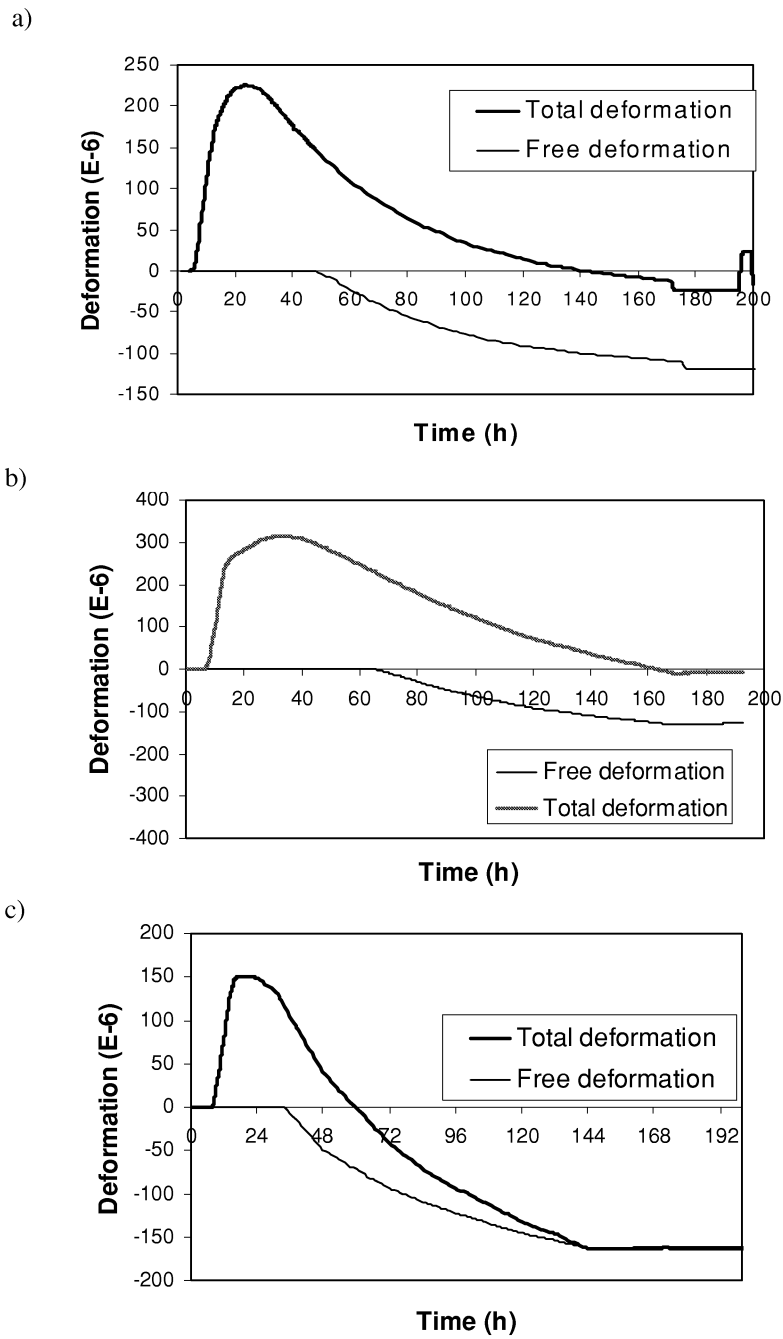 a)
250
200
150
100
50
0
-50
-100
-150
0 20 40 60 80 100 120 140 160 180 200
Deformation (E-6)
Total deformation
Free deformation
Time (h)
b)
400
300
200
100
0
-100
-200
-300
-400
0 20 40 60 80 100 120 140 160 180 200
Deformation (E-6)
Free deformation
Total deformation
Time (h)
c)
200
150
100
50
0
-50
-100
-150
-200
0 24 48 72 96 120 144 168 192
Deformation (E-6)
Total deformation
Free deformation
Time (h)